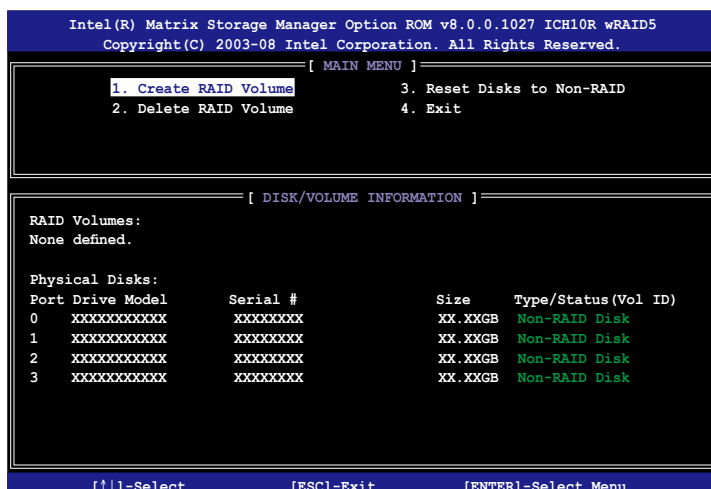 Intel(R) Matrix Storage Manager Option ROM v8.0.0.1027 ICH10R wRAID5
Copyright(C) 2003-08 Intel Corporation. All Rights Reserved.
[ MAIN MENU ]
1. Create RAID Volume 3. Reset Disks to Non-RAID
2. Delete RAID Volume 4. Exit
[ DISK/VOLUME INFORMATION ]
RAID Volumes:
None defined.
Physical Disks:
Port Drive Model Serial # Size Type/Status(Vol ID)
0 XXXXXXXXXXX XXXXXXXX XX.XXGB Non-RAID Disk
1 XXXXXXXXXXX XXXXXXXX XX.XXGB Non-RAID Disk
2 XXXXXXXXXXX XXXXXXXX XX.XXGB Non-RAID Disk
3 XXXXXXXXXXX XXXXXXXX XX.XXGB Non-RAID Disk
[↑↓]-Select [ESC]-Exit [ENTER]-Select Menu